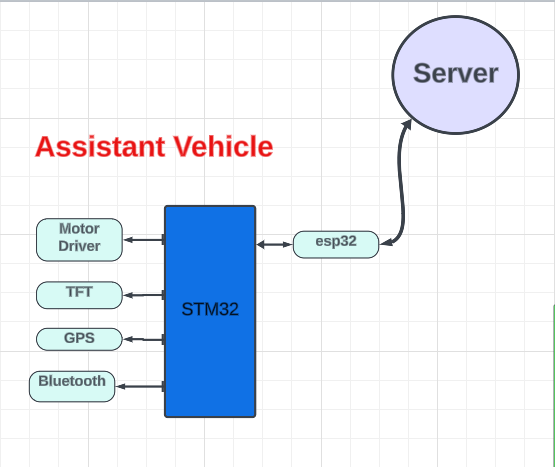 Server
Assistant Vehicle
Motor
Driver
TFT
GPS
Bluetooth
STM32
esp32